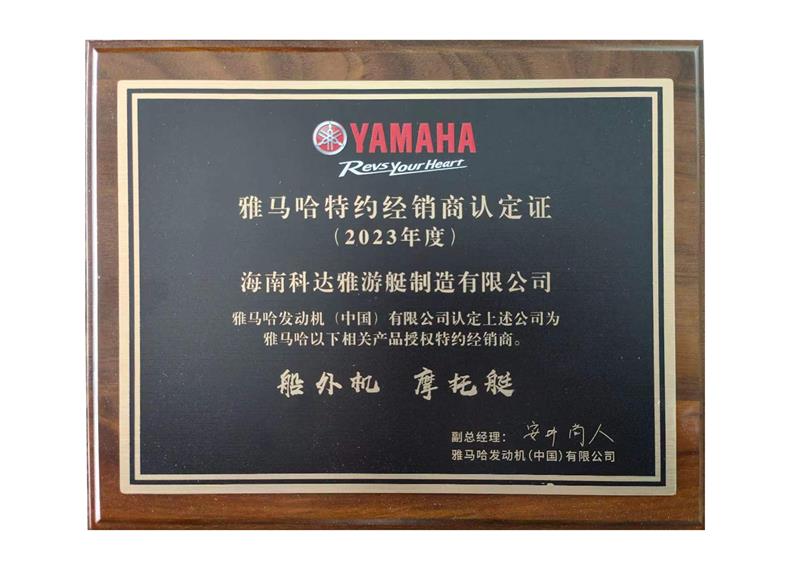 YAMAHA
Revs Your Heart
雅马哈特约经销商认定证
（2023年度）
海南科达雅游艇制造有限公司
雅马哈发动机（中国）有限公司认定上述公司为
雅马哈以下相关产品授权特约经销商。
船外机 摩托艇
副总经理：安井尚人
雅马哈发动机(中国)有限公司